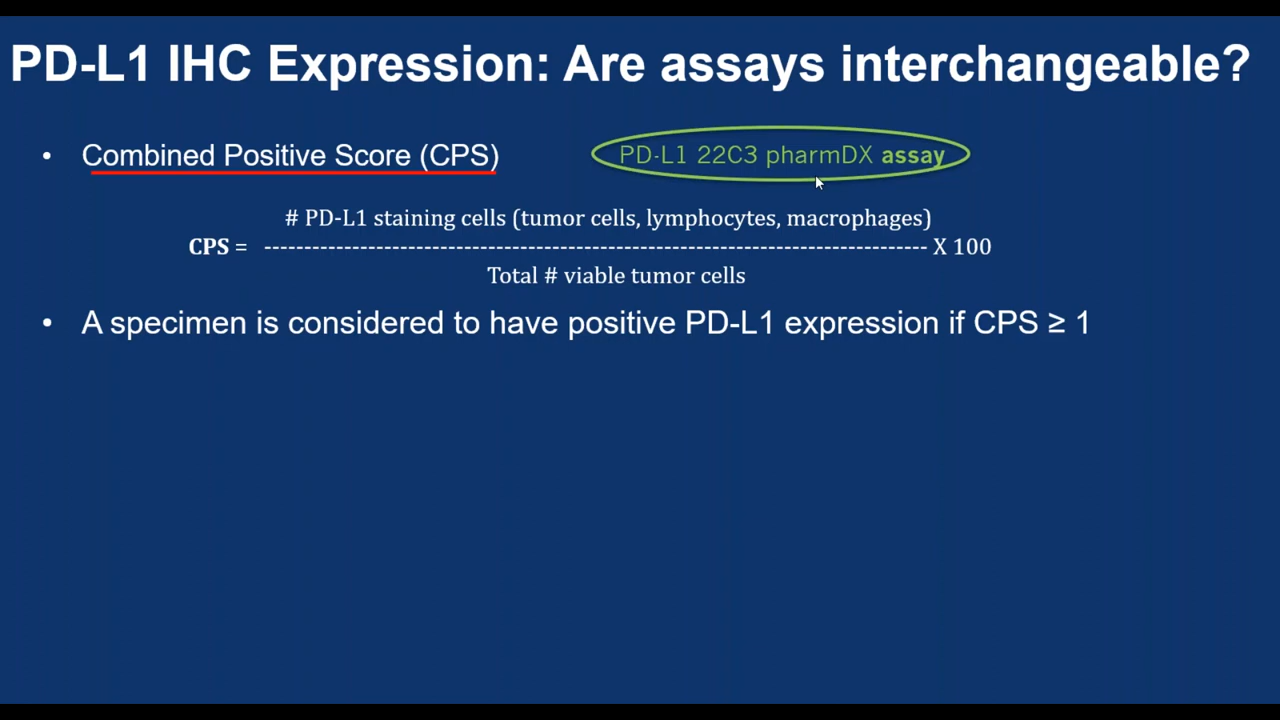 PD-L1 IHC Expression: Are assays interchangeable?
• Combined Positive Score (CPS)
PD-L1 22C3 pharmDX assay
# PD-L1 staining cells (tumor cells, lymphocytes, macrophages)
CPS = ----------------------------------------------------------------------------------- X 100
Total # viable tumor cells
• A specimen is considered to have positive PD-L1 expression if CPS ≥ 1